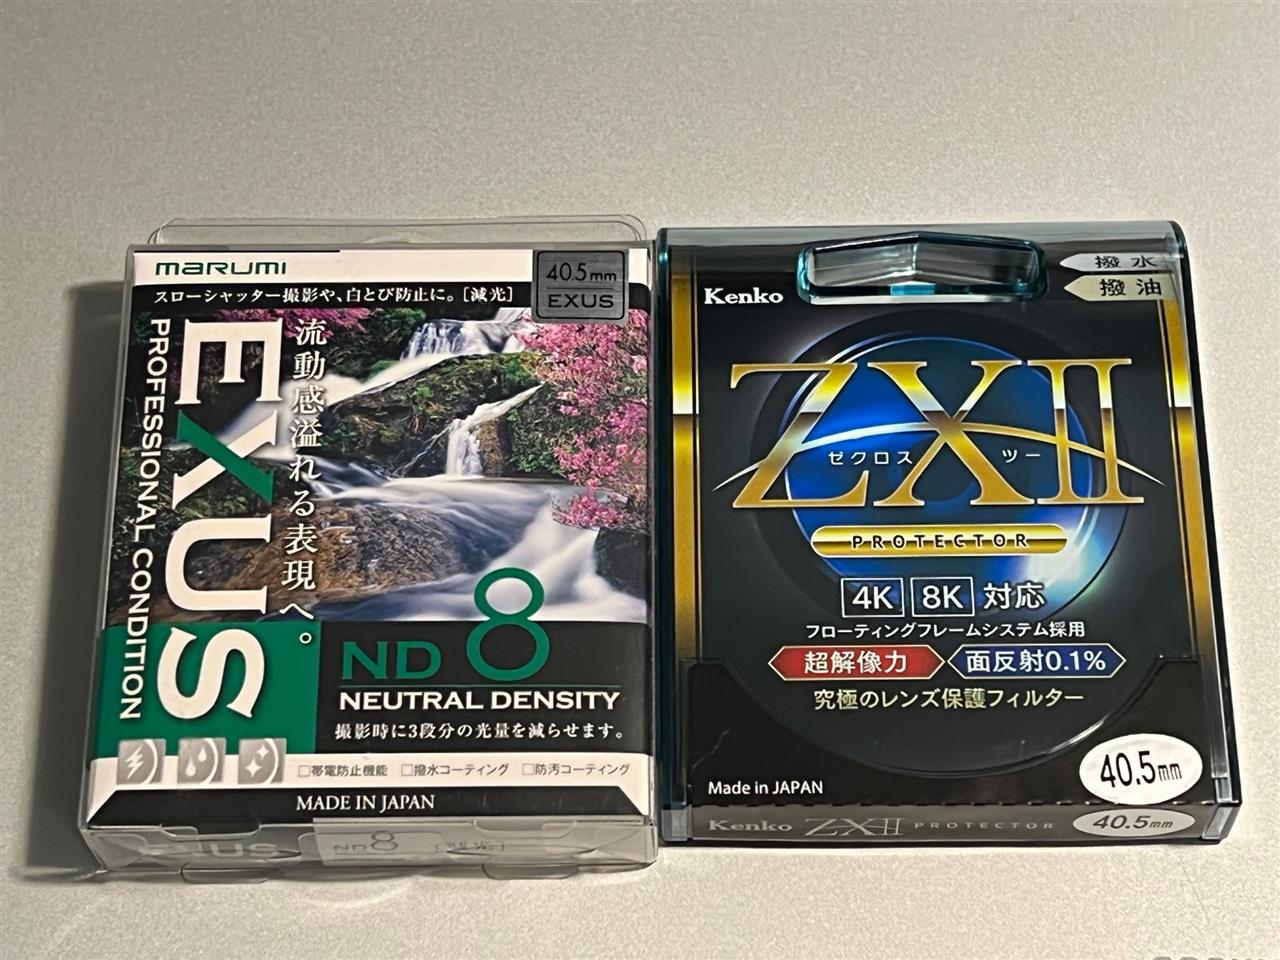 marumi
スローシャッター撮影や、白とび防止に。[減光]
40.5mm
EXUS
流動感溢れる表現へ。
EXUS
PROFESSIONAL CONDITION
ND8
NEUTRAL DENSITY
撮影時に3段分の光量を減らせます。
□帯電防止機能 □撥水コーティング □防汚コーティング
MADE IN JAPAN
EXUS
ND8
撥水
撥油
Kenko
ZXII
ゼクロス ツー
PROTECTOR
4K 8K 対応
フローティングフレームシステム採用
超解像力 面反射0.1%
究極のレンズ保護フィルター
40.5mm
Made in JAPAN
Kenko ZXII PROTECTOR 40.5mm